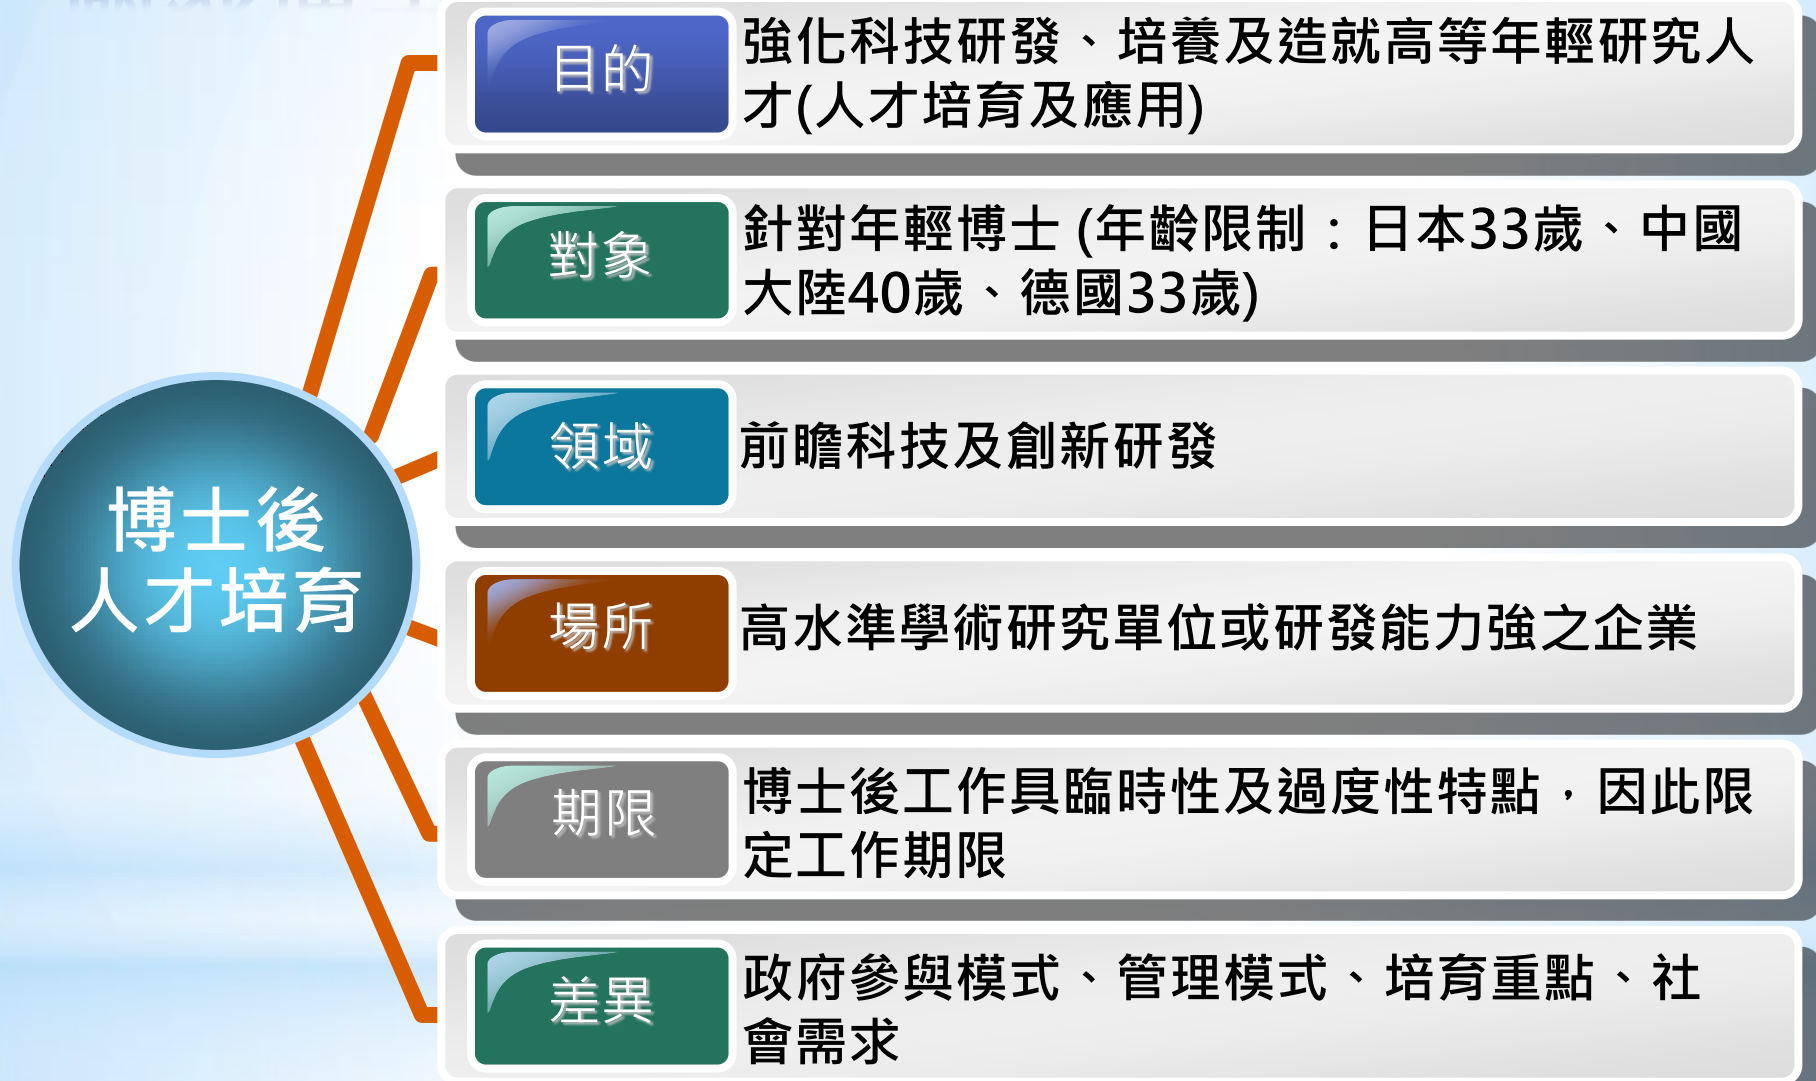 博士後
人才培育
目的
強化科技研發、培養及造就高等年輕研究人
才(人才培育及應用)
對象
針對年輕博士 (年齡限制：日本33歲、中國
大陸40歲、德國33歲)
領域
前瞻科技及創新研發
場所
高水準學術研究單位或研發能力強之企業
期限
博士後工作具臨時性及過度性特點，因此限
定工作期限
差異
政府參與模式、管理模式、培育重點、社
會需求